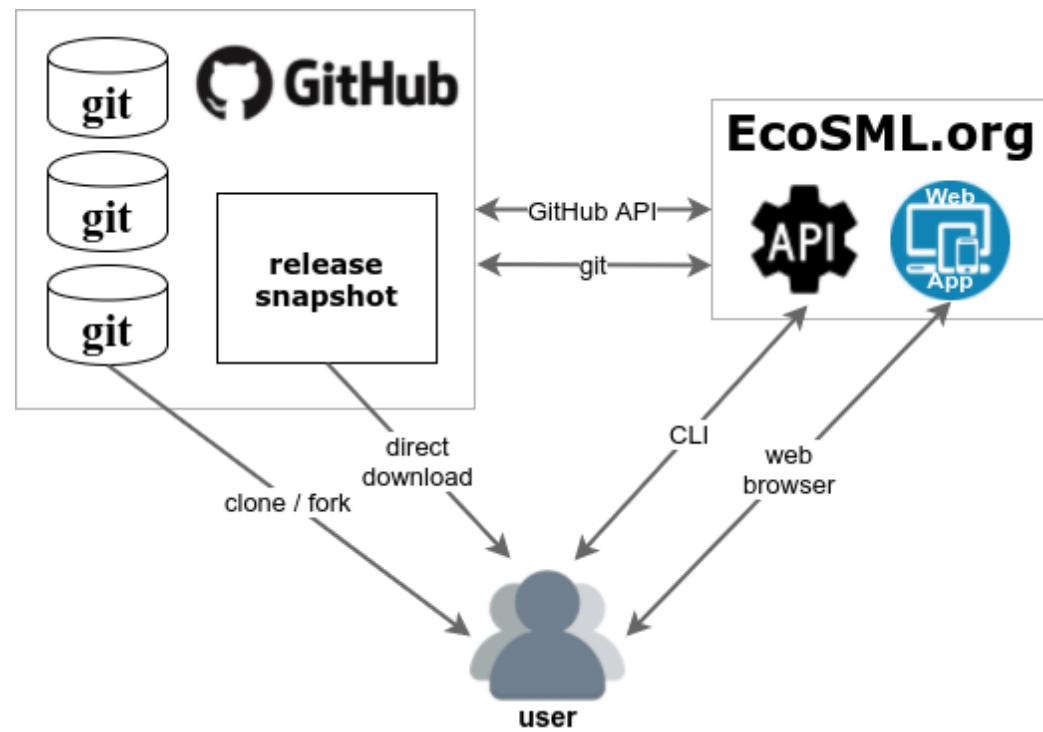 git
GitHub
git
git
release
snapshot
EcoSML.org
API
Web
App
GitHub API
git
direct
download
clone / fork
CLI
web
browser
user